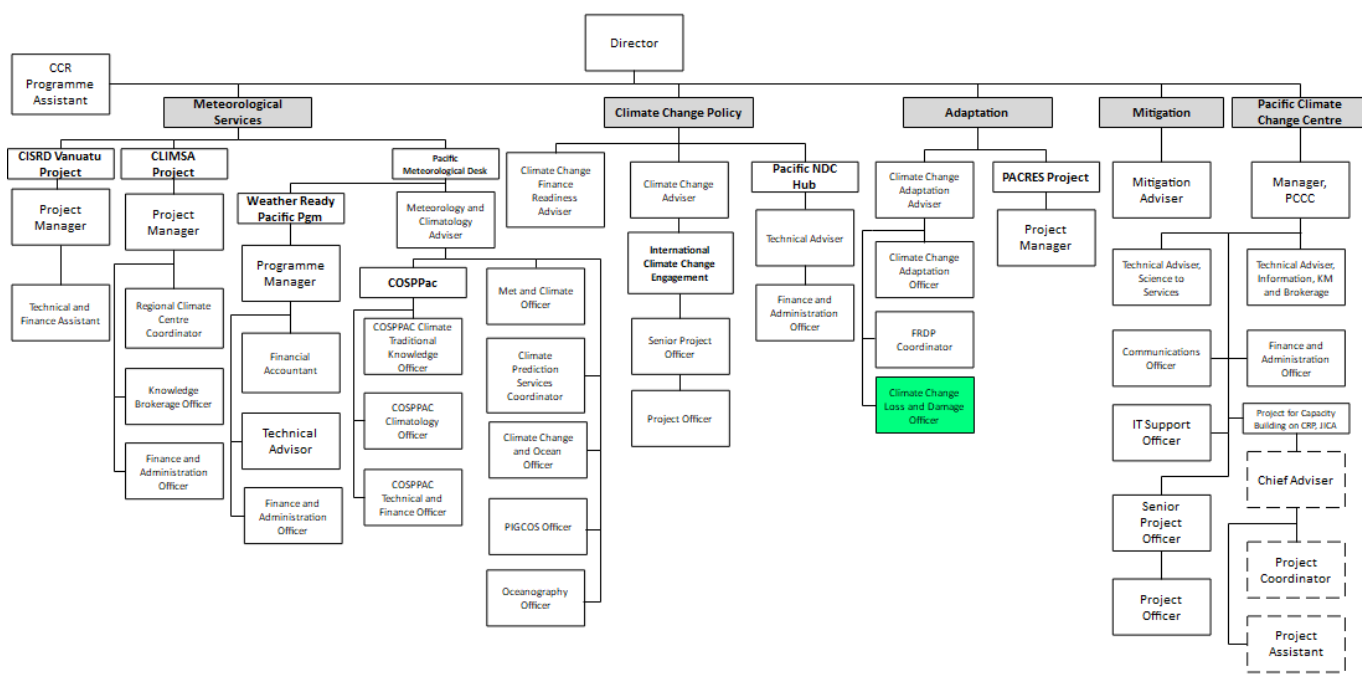 Director
CCR
Programme
Assistant
Meteorological
Services
Climate Change Policy
Adaptation
Mitigation
Pacific Climate
Change Centre
CISRD Vanuatu
Project
Project
Manager
Technical and
Finance Assistant
CLIMSA
Project
Project
Manager
Regional Climate
Centre
Coordinator
Knowledge
Brokerage Officer
Finance and
Administration
Officer
Weather Ready
Pacific Pgm
Programme
Manager
Financial
Accountant
Technical
Advisor
Finance and
Administration
Officer
Pacific
Meteorological Desk
Meteorology and
Climatology
Adviser
COSPPac
COSPPAC Climate
Traditional
Knowledge
Officer
COSPPAC
Climatology
Officer
COSPPAC
Technical and
Finance Officer
Met and Climate
Officer
Climate
Prediction
Services
Coordinator
Climate Change
and Ocean Officer
PIGCOS Officer
Oceanography
Officer
Climate Change
Finance
Readiness
Adviser
Climate Change
Adviser
International
Climate Change
Engagement
Senior Project
Officer
Project Officer
Pacific NDC
Hub
Technical Adviser
Finance and
Administration
Officer
Climate Change
Adaptation
Adviser
Climate Change
Adaptation
Officer
FRDP
Coordinator
Climate Change
Loss and Damage
Officer
PACRES Project
Project
Manager
Mitigation
Adviser
Manager,
PCCC
Technical Adviser,
Science to
Services
Technical Adviser,
Information, KM
and Brokerage
Communications
Officer
Finance and
Administration
Officer
IT Support
Officer
Project for Capacity
Building on CRP, JICA
Chief Adviser
Senior
Project
Officer
Project
Coordinator
Project
Officer
Project
Assistant